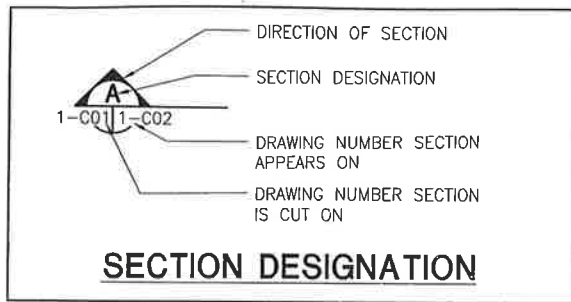 DIRECTION OF SECTION
A
SECTION DESIGNATION
1-C01 1-C02
DRAWING NUMBER SECTION
APPEARS ON
DRAWING NUMBER SECTION
IS CUT ON
SECTION DESIGNATION